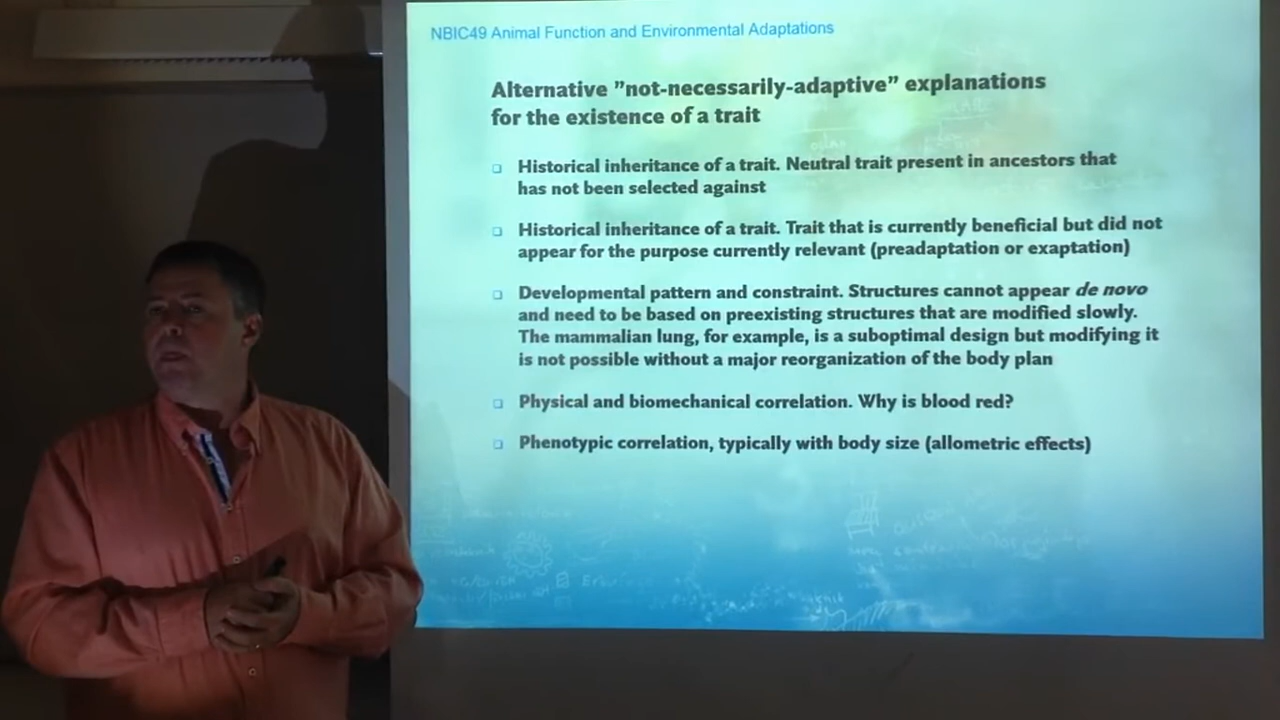 NBIC49 Animal Function and Environmental Adaptations
Alternative ”not-necessarily-adaptive” explanations
for the existence of a trait
Historical inheritance of a trait. Neutral trait present in ancestors that
has not been selected against
Historical inheritance of a trait. Trait that is currently beneficial but did not
appear for the purpose currently relevant (preadaptation or exaptation)
Developmental pattern and constraint. Structures cannot appear de novo
and need to be based on preexisting structures that are modified slowly.
The mammalian lung, for example, is a suboptimal design but modifying it
is not possible without a major reorganization of the body plan
Physical and biomechanical correlation. Why is blood red?
Phenotypic correlation, typically with body size (allometric effects)